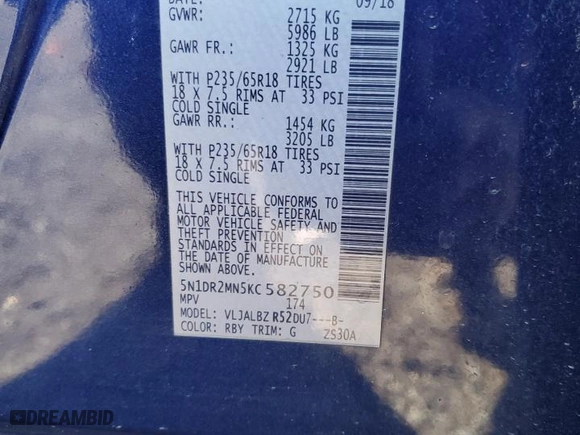 DATE: 09/18
GVWR: 2715 KG
5986 LB
GAWR FR.: 1325 KG
2921 LB
WITH P235/65R18 TIRES
18 X 7.5 RIMS AT 33 PSI
COLD SINGLE
GAWR RR.: 1454 KG
3205 LB
WITH P235/65R18 TIRES
18 X 7.5 RIMS AT 33 PSI
COLD SINGLE
THIS VEHICLE CONFORMS TO
ALL APPLICABLE FEDERAL
MOTOR VEHICLE SAFETY AND
THEFT PREVENTION
STANDARDS IN EFFECT ON
THE DATE OF MANUFACTURE
SHOWN ABOVE.
5N1DR2MN5KC 582750
MPV 174
MODEL: VLJALBZ R52DU7---B-
COLOR: RBY TRIM: G 2S30A
DREAMBID